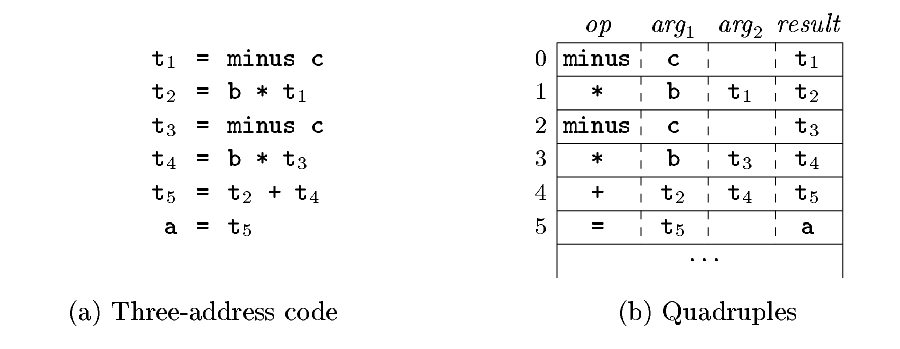 t₁ = minus c
t₂ = b * t₁
t₃ = minus c
t₄ = b * t₃
t₅ = t₂ + t₄
a = t₅
(a) Three-address code
op arg₁ arg₂ result
0 minus c t₁
1 * b t₁ t₂
2 minus c t₃
3 * b t₃ t₄
4 + t₂ t₄ t₅
5 = t₅ a
...
(b) Quadruples